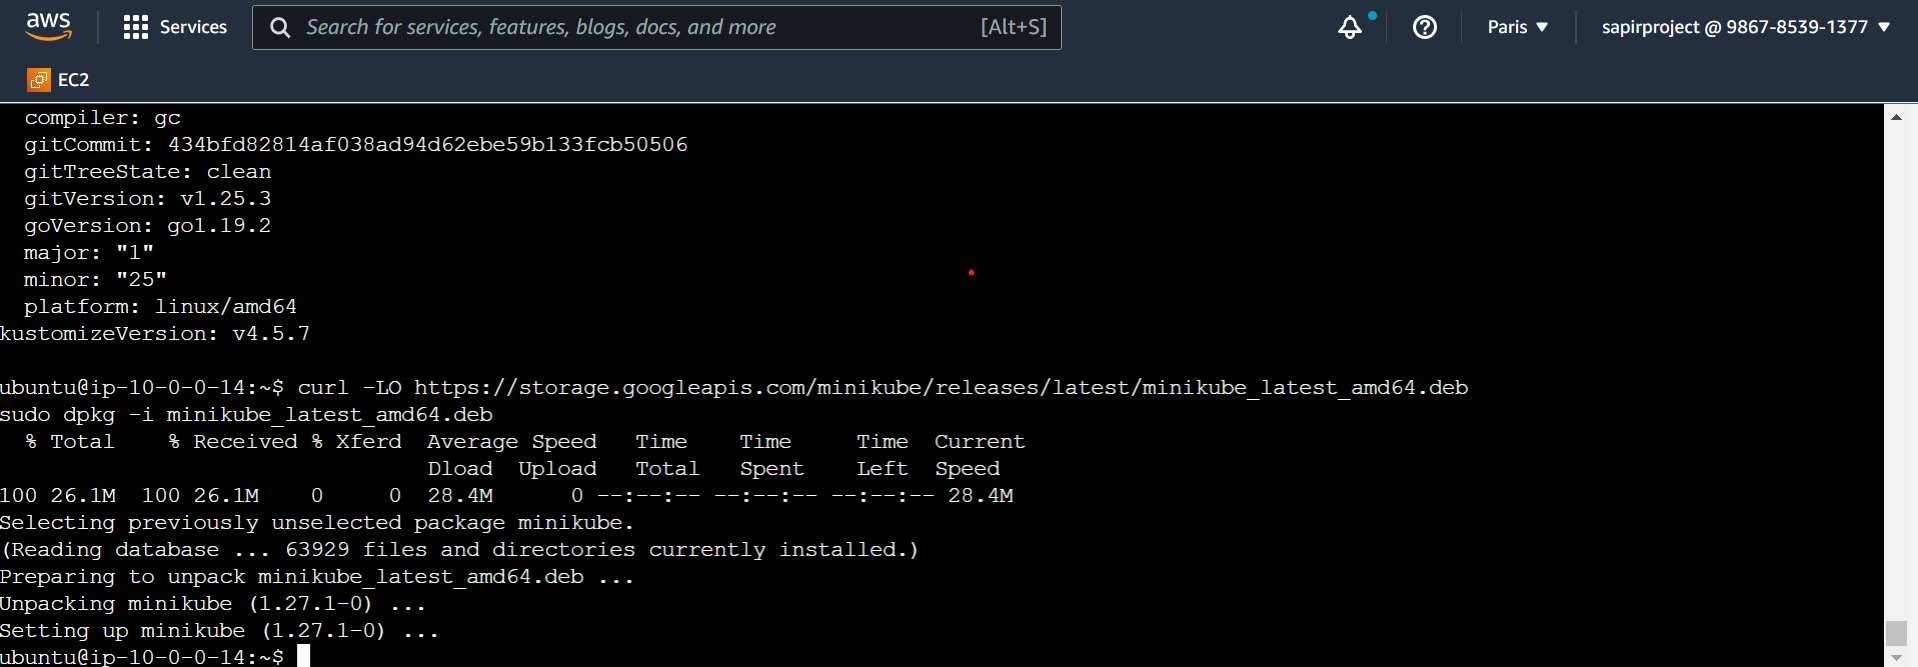 aws
Services
Search for services, features, blogs, docs, and more
[Alt+S]
Paris
sapirproject @ 9867-8539-1377
EC2
compiler: gc
gitCommit: 434bfd82814af038ad94d62ebe59b133fcb50506
gitTreeState: clean
gitVersion: v1.25.3
goVersion: go1.19.2
major: "1"
minor: "25"
platform: linux/amd64
kustomizeVersion: v4.5.7
ubuntu@ip-10-0-0-14:~$ curl -LO https://storage.googleapis.com/minikube/releases/latest/minikube_latest_amd64.deb
sudo dpkg -i minikube_latest_amd64.deb
% Total % Received % Xferd Average Speed Time Time Time Current
Dload Upload Total Spent Left Speed
100 26.1M 100 26.1M 0 0 28.4M 0 --:--:-- --:--:-- --:--:-- 28.4M
Selecting previously unselected package minikube.
(Reading database ... 63929 files and directories currently installed.)
Preparing to unpack minikube_latest_amd64.deb ...
Unpacking minikube (1.27.1-0) ...
Setting up minikube (1.27.1-0) ...
ubuntu@ip-10-0-0-14:~$